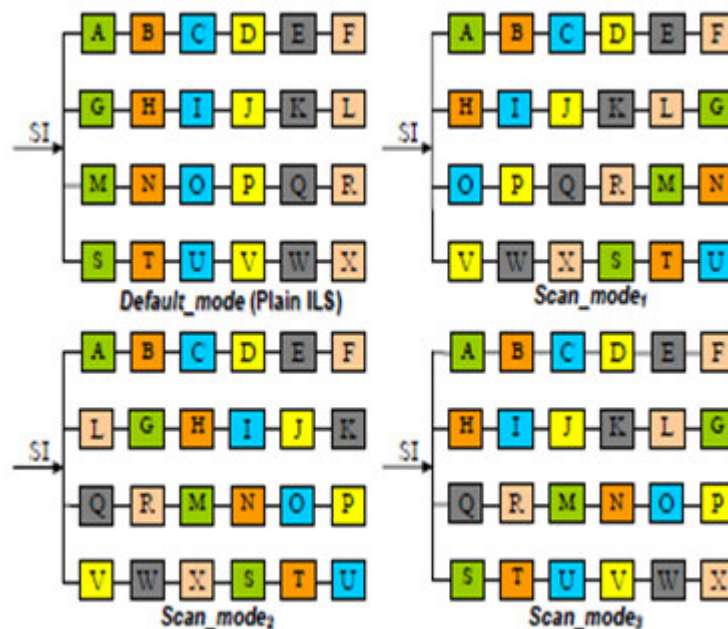 A B C D E F
G H I J K L
SI
M N O P Q R
S T U V W X
Default_mode (Plain ILS)
A B C D E F
H I J K L G
SI
O P Q R M N
V W X S T U
Scan_mode₁
A B C D E F
L G H I J K
SI
Q R M N O P
V W X S T U
Scan_mode₂
A B C D E F
H I J K L G
SI
Q R M N O P
S T U V W X
Scan_mode₃